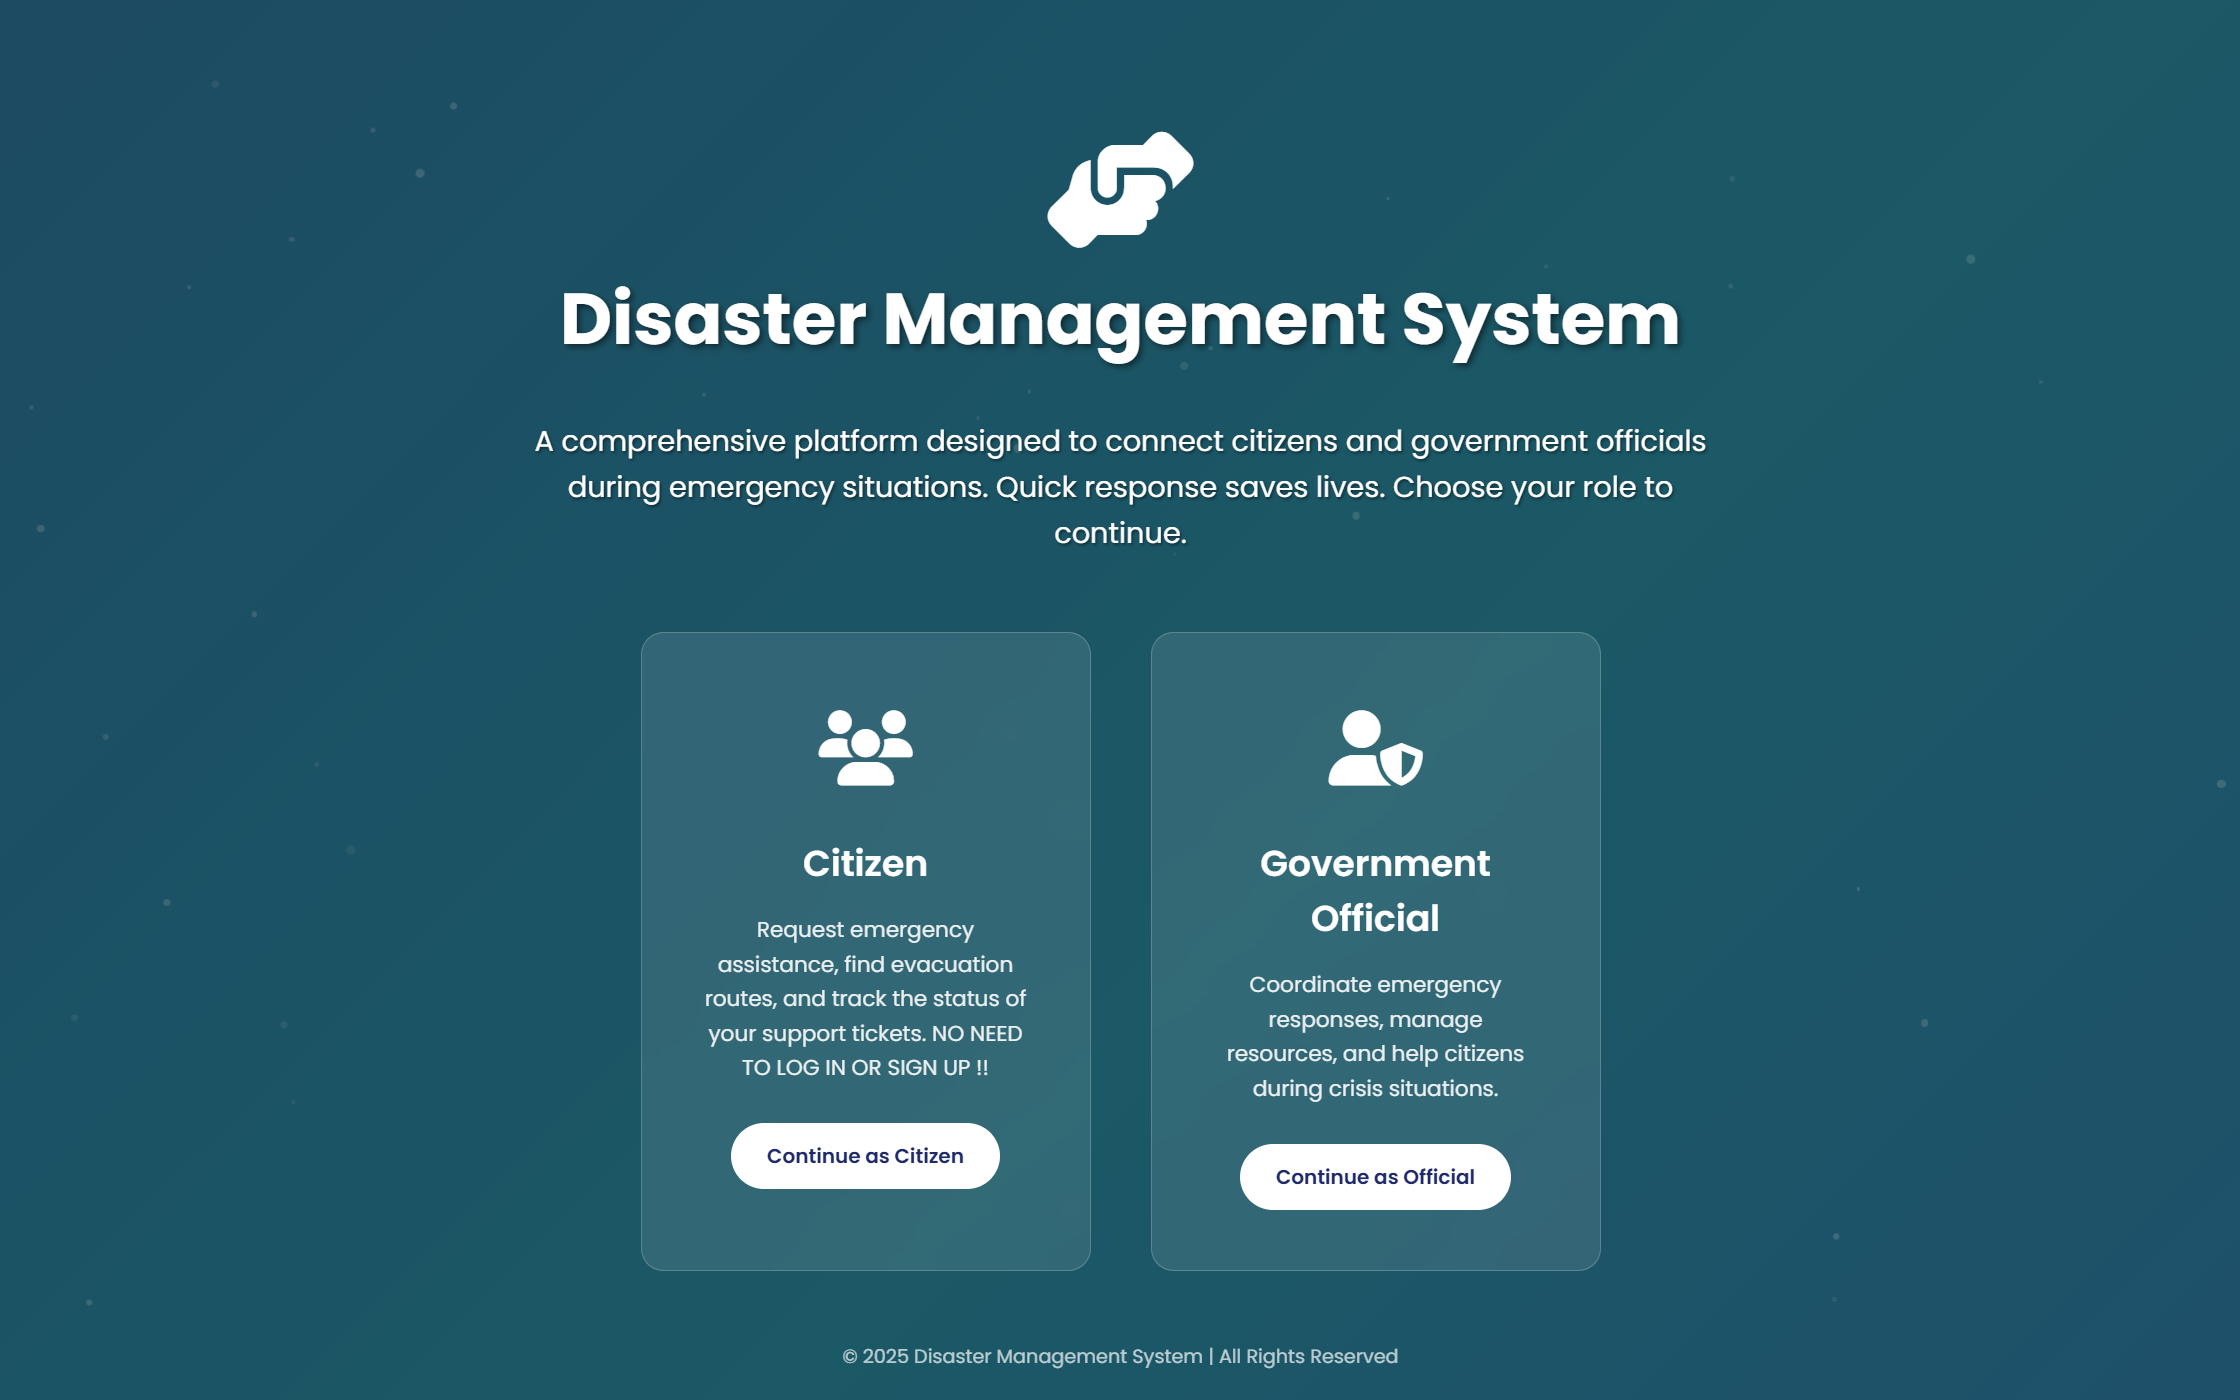 Disaster Management System
A comprehensive platform designed to connect citizens and government officials
during emergency situations. Quick response saves lives. Choose your role to
continue.
Citizen
Request emergency
assistance, find evacuation
routes, and track the status of
your support tickets. NO NEED
TO LOG IN OR SIGN UP !!
Continue as Citizen
Government
Official
Coordinate emergency
responses, manage
resources, and help citizens
during crisis situations.
Continue as Official
© 2025 Disaster Management System | All Rights Reserved